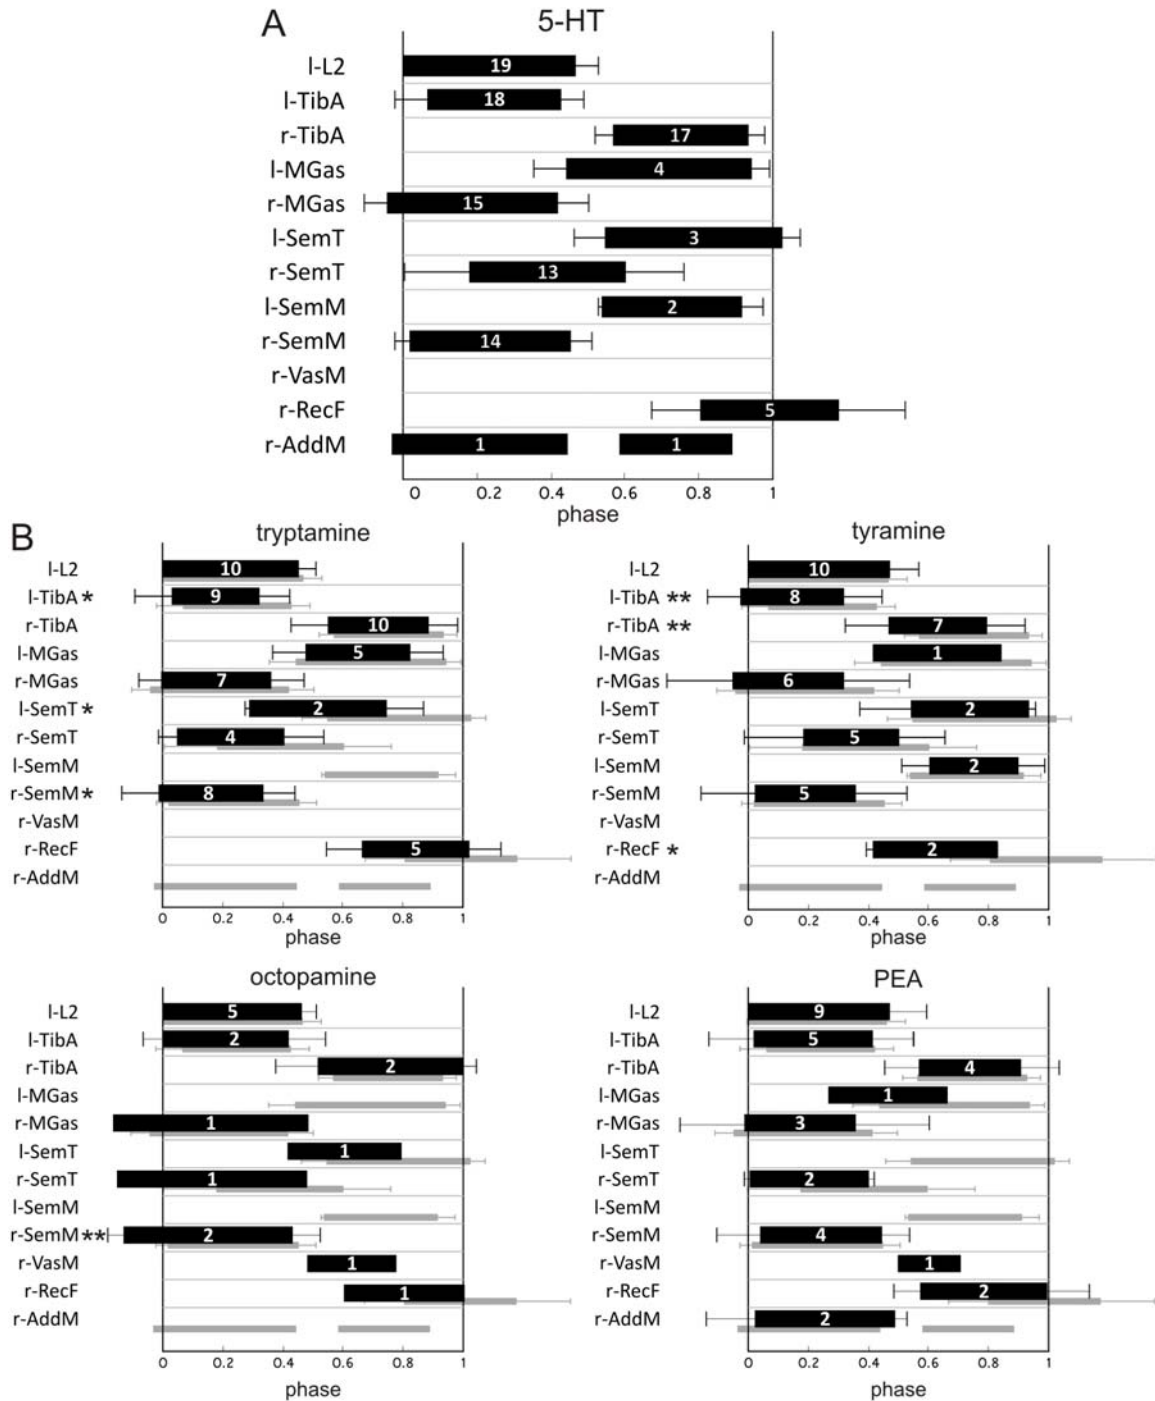 A 5-HT
l-L2 19
l-TibA 18
r-TibA 17
l-MGas 4
r-MGas 15
l-SemT 3
r-SemT 13
l-SemM 2
r-SemM 14
r-VasM
r-RecF 5
r-AddM 1 1
0 0.2 0.4 0.6 0.8 1
phase
B tryptamine
l-L2 10
l-TibA * 9
r-TibA 10
l-MGas 5
r-MGas 7
l-SemT * 2
r-SemT 4
l-SemM
r-SemM * 8
r-VasM
r-RecF 5
r-AddM
0 0.2 0.4 0.6 0.8 1
phase
tyramine
l-L2 10
l-TibA ** 8
r-TibA ** 7
l-MGas 1
r-MGas 6
l-SemT 2
r-SemT 5
l-SemM 2
r-SemM 5
r-VasM
r-RecF * 2
r-AddM
0 0.2 0.4 0.6 0.8 1
phase
octopamine
l-L2 5
l-TibA 2
r-TibA 2
l-MGas
r-MGas 1
l-SemT 1
r-SemT 1
l-SemM
r-SemM ** 2
r-VasM 1
r-RecF 1
r-AddM
0 0.2 0.4 0.6 0.8 1
phase
PEA
l-L2 9
l-TibA 5
r-TibA 4
l-MGas 1
r-MGas 3
l-SemT
r-SemT 2
l-SemM
r-SemM 4
r-VasM 1
r-RecF 2
r-AddM 2
0 0.2 0.4 0.6 0.8 1
phase